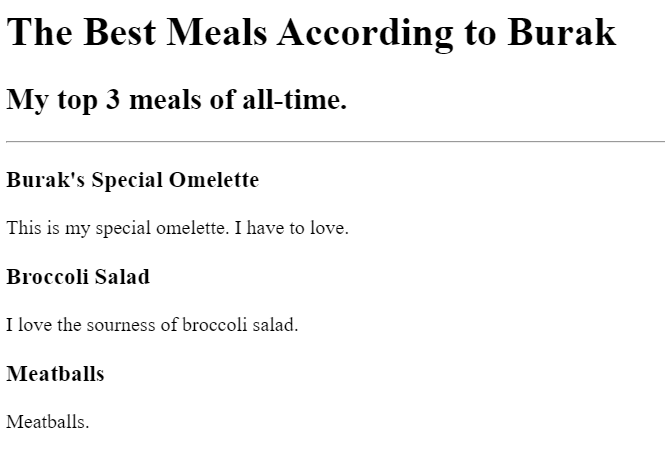 The Best Meals According to Burak
My top 3 meals of all-time.
Burak's Special Omelette
This is my special omelette. I have to love.
Broccoli Salad
I love the sourness of broccoli salad.
Meatballs
Meatballs.